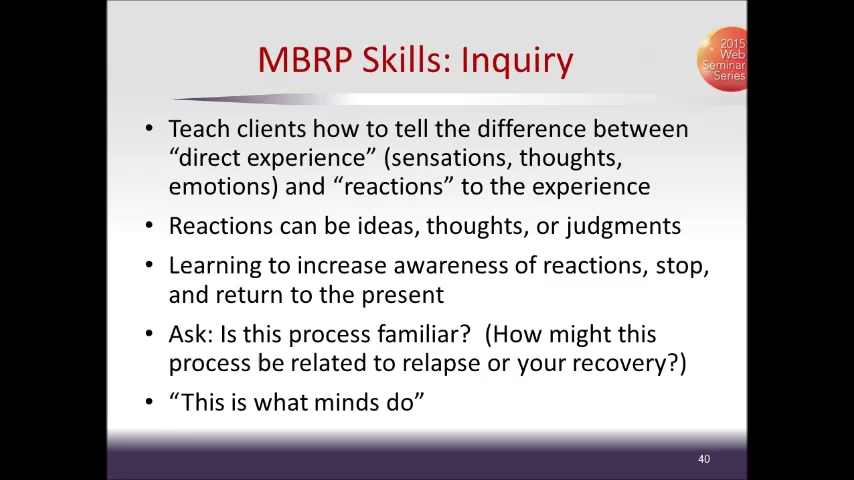 MBRP Skills: Inquiry
2015
Web
Seminar
Series
• Teach clients how to tell the difference between
“direct experience” (sensations, thoughts,
emotions) and “reactions” to the experience
• Reactions can be ideas, thoughts, or judgments
• Learning to increase awareness of reactions, stop,
and return to the present
• Ask: Is this process familiar?  (How might this
process be related to relapse or your recovery?)
• “This is what minds do”
40